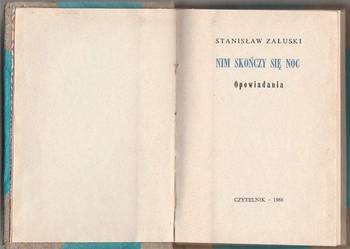 STANISŁAW ZAŁUSKI
NIM SKOŃCZY SIĘ NOC
Opowiadania
CZYTELNIK · 1968